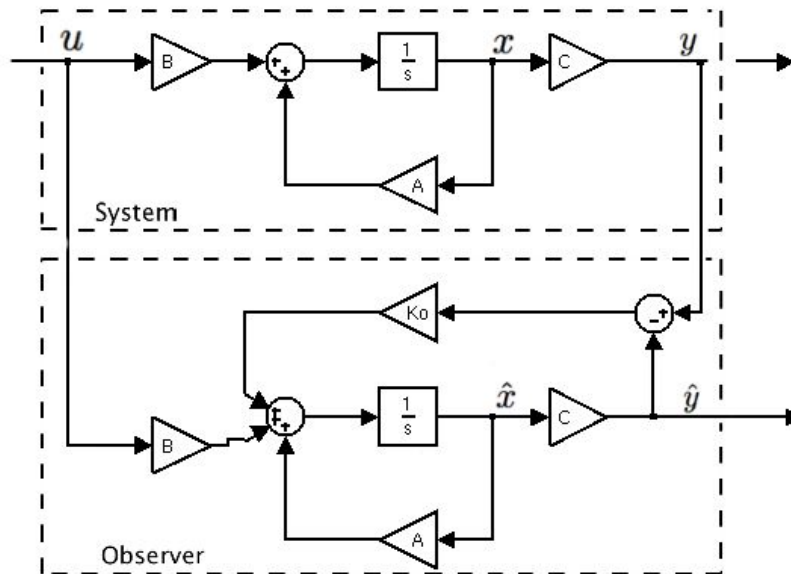 u
B
+
+
1
s
x
C
y
A
System
Ko
-
+
+
+
+
1
s
x̂
C
ŷ
B
A
Observer